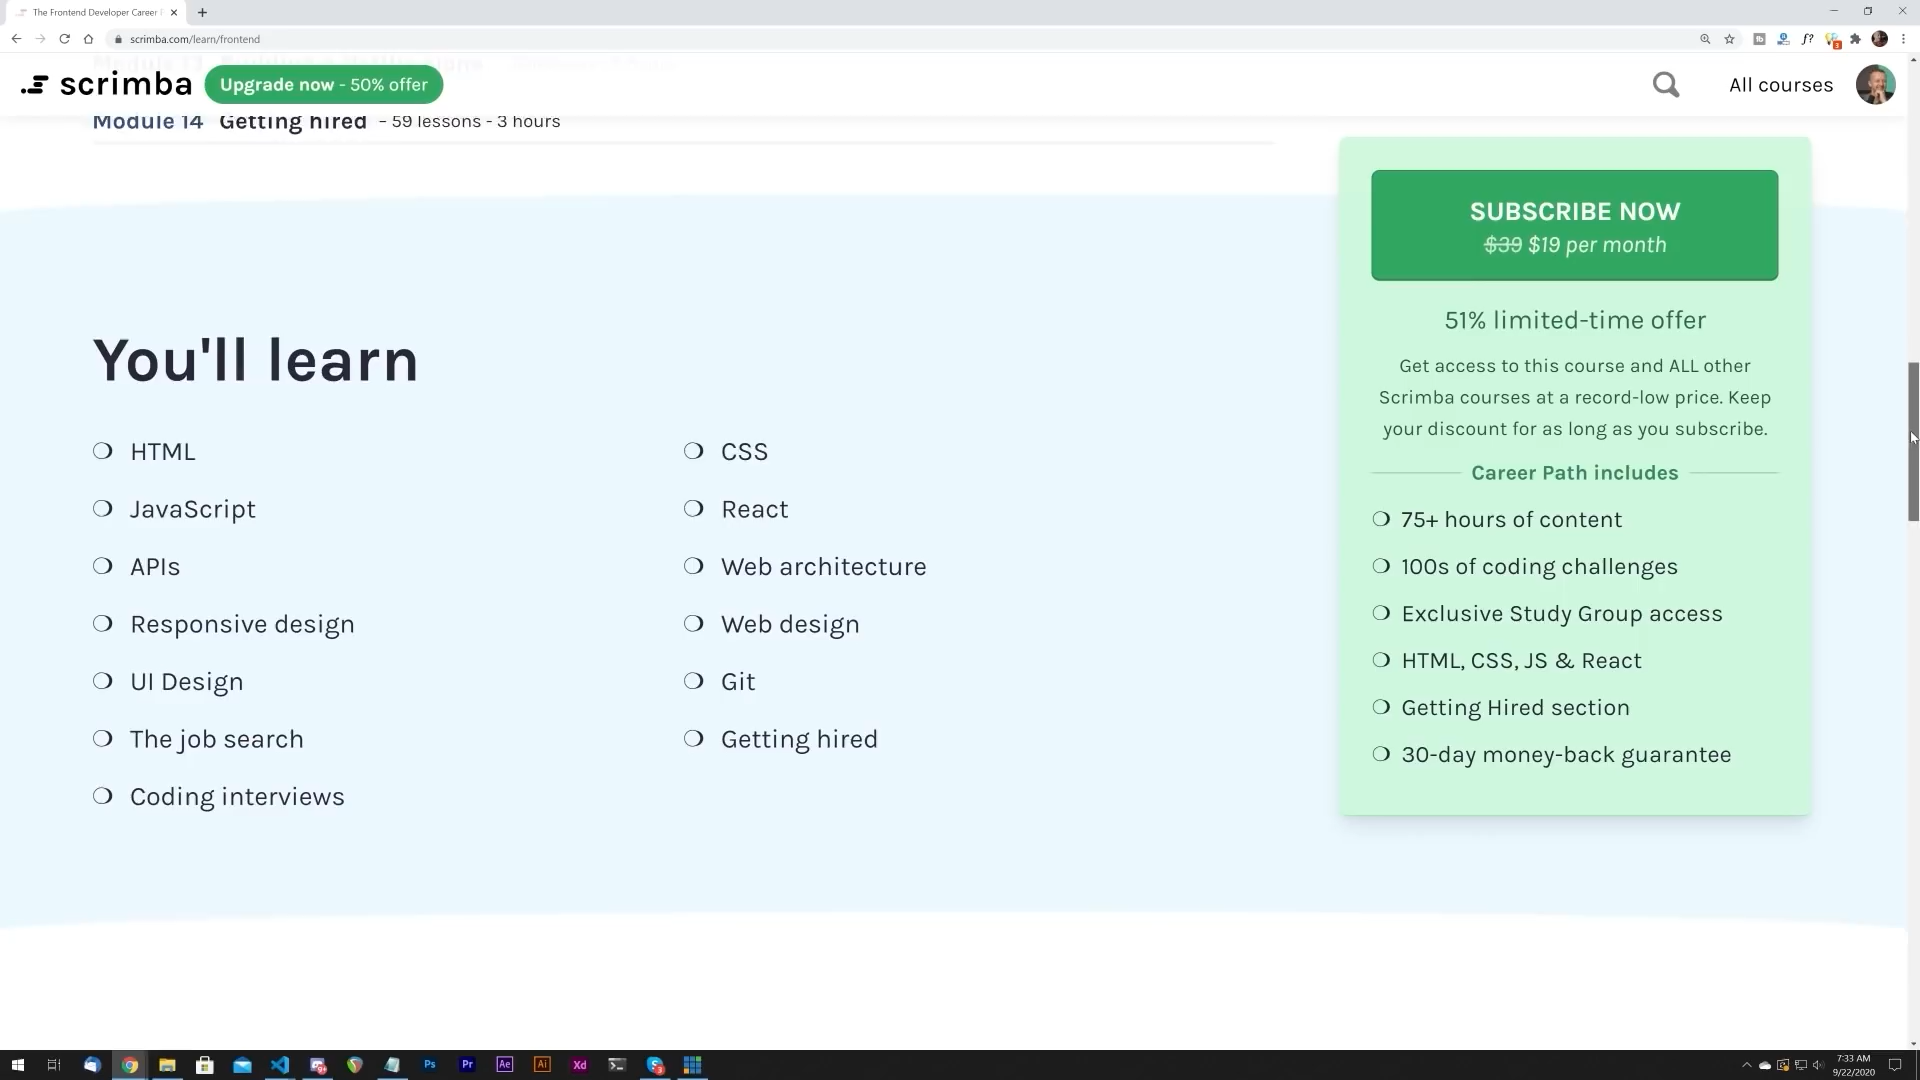 The Frontend Developer Career
scrimba.com/learn/frontend
scrimba
Upgrade now - 50% offer
All courses
Module 14 Getting hired - 59 lessons - 3 hours
You'll learn
HTML
CSS
JavaScript
React
APIs
Web architecture
Responsive design
Web design
UI Design
Git
The job search
Getting hired
Coding interviews
SUBSCRIBE NOW
$39 $19 per month
51% limited-time offer
Get access to this course and ALL other
Scrimba courses at a record-low price. Keep
your discount for as long as you subscribe.
Career Path includes
75+ hours of content
100s of coding challenges
Exclusive Study Group access
HTML, CSS, JS & React
Getting Hired section
30-day money-back guarantee
Ps
Pr
Ae
Ai
Xd
7:33 AM
9/22/2020